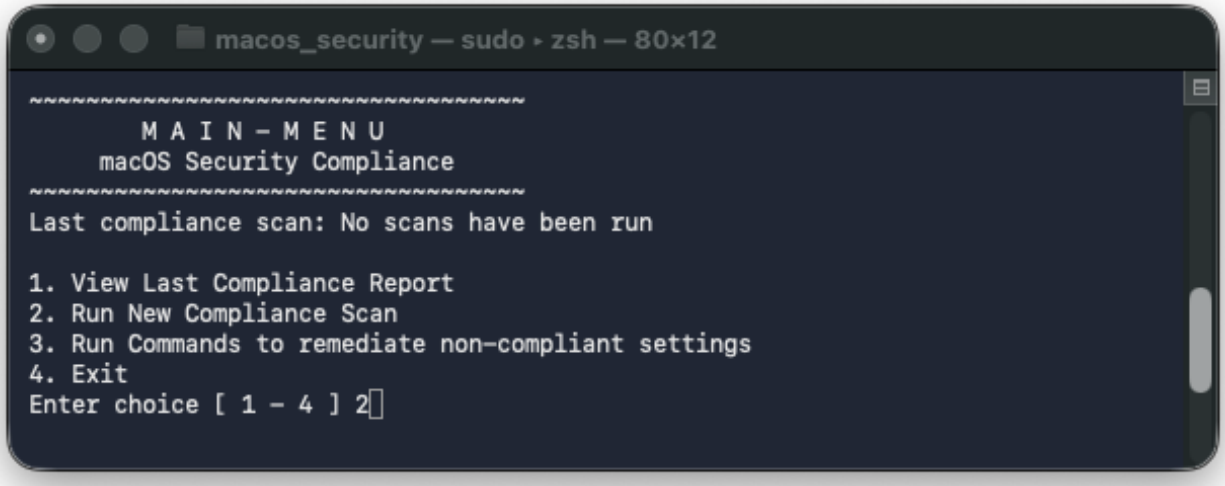 macos_security — sudo ▸ zsh — 80×12
~~~~~~~~~~~~~~~~~~~~~~~~~~~~~~~~~~~
M A I N - M E N U
macOS Security Compliance
~~~~~~~~~~~~~~~~~~~~~~~~~~~~~~~~~~~
Last compliance scan: No scans have been run
1. View Last Compliance Report
2. Run New Compliance Scan
3. Run Commands to remediate non-compliant settings
4. Exit
Enter choice [ 1 - 4 ] 2